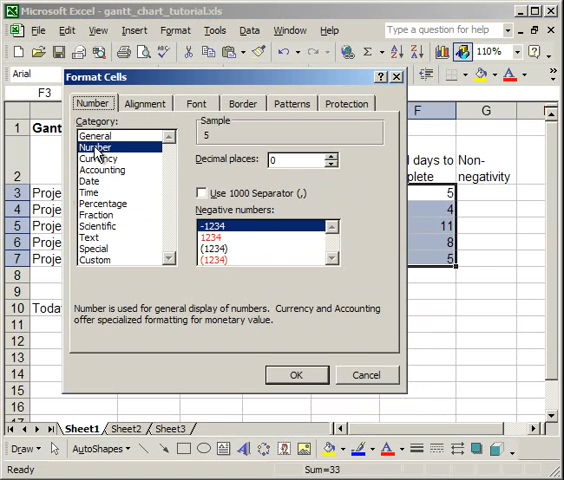 Microsoft Excel - gantt_chart_tutorial.xls
File Edit View Insert Format Tools Data Window Help
Type a question for help
110%
Arial
F3
Format Cells
Number Alignment Font Border Patterns Protection
Category:
General
Number
Currency
Accounting
Date
Time
Percentage
Fraction
Scientific
Text
Special
Custom
Sample
5
Decimal places: 0
Use 1000 Separator (,)
Negative numbers:
-1234
1234
(1234)
(1234)
Number is used for general display of numbers. Currency and Accounting
offer specialized formatting for monetary value.
OK Cancel
F G
1 Gant
2 l days to Non-
plete negativity
3 Proje 5
4 Proje 4
5 Proje 11
6 Proje 8
7 Proje 5
8
9
10 Toda
11
12
13
14
15
16
17
Sheet1 Sheet2 Sheet3
Draw AutoShapes
Ready Sum=33